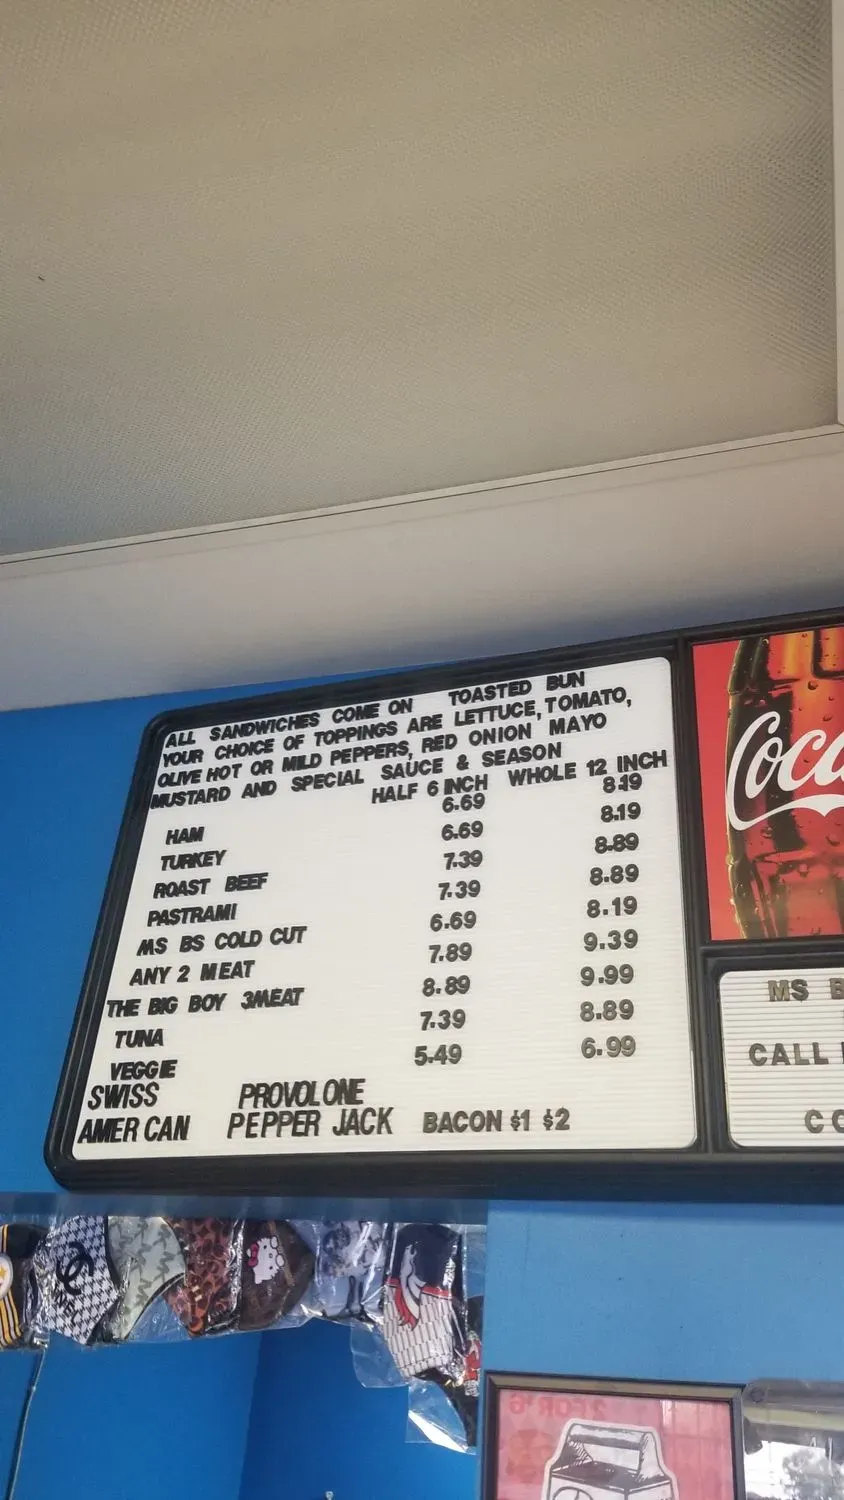 ALL SANDWICHES COME ON TOASTED BUN
YOUR CHOICE OF TOPPINGS ARE LETTUCE, TOMATO,
OLIVE HOT OR MILD PEPPERS, RED ONION MAYO
MUSTARD AND SPECIAL SAUCE & SEASON
HALF 6 INCH WHOLE 12 INCH
HAM 6.69 8.19
TURKEY 6.69 8.19
ROAST BEEF 7.39 8.89
PASTRAMI 7.39 8.89
MS BS COLD CUT 6.69 8.19
ANY 2 MEAT 7.89 9.39
THE BIG BOY 3MEAT 8.89 9.99
TUNA 7.39 8.89
VEGGIE 5.49 6.99
SWISS PROVOLONE
AMER CAN PEPPER JACK BACON $1 $2
Coca
MS B
CALL
CO
2 FOR $6